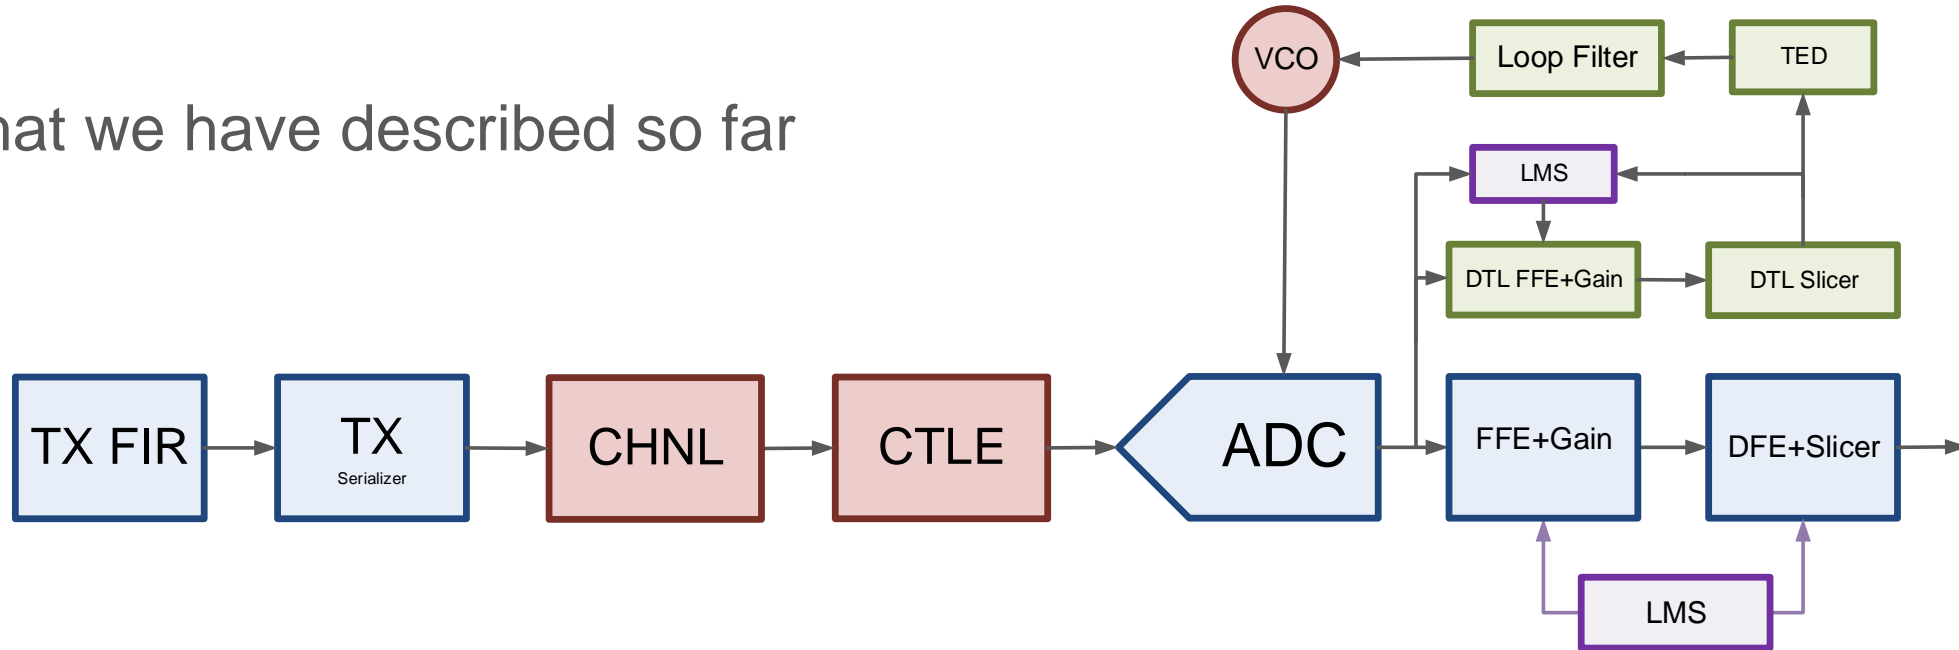 VCO
Loop Filter
TED
we have described so far
LMS
DTL FFE+Gain
DTL Slicer
TX FIR
TX
Serializer
CHNL
CTLE
ADC
FFE+Gain
DFE+Slicer
LMS